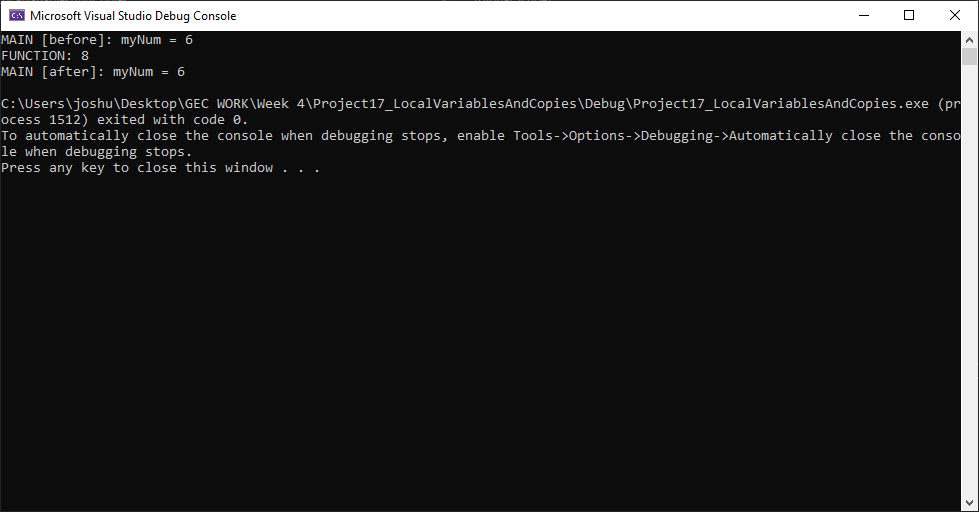 Microsoft Visual Studio Debug Console
MAIN [before]: myNum = 6
FUNCTION: 8
MAIN [after]: myNum = 6
C:\Users\joshu\Desktop\GEC WORK\Week 4\Project17_LocalVariablesAndCopies\Debug\Project17_LocalVariablesAndCopies.exe (pr
ocess 1512) exited with code 0.
To automatically close the console when debugging stops, enable Tools->Options->Debugging->Automatically close the conso
le when debugging stops.
Press any key to close this window . . .